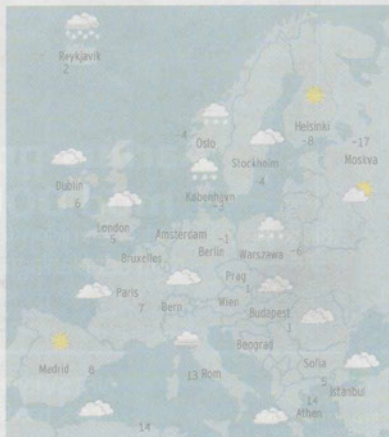 Reykjavik
2
-4
Oslo
Helsinki
-8
-17
Moskva
Stockholm
-4
Dublin
6
København
-3
London
5
Amsterdam -1
Berlin
Warszawa -6
Bruxelles
Prag
1
Paris
7
Bern
Wien
Budapest
1
Beograd
Madrid 8
13 Rom
Sofia
5
Istanbul
14
Athen
14